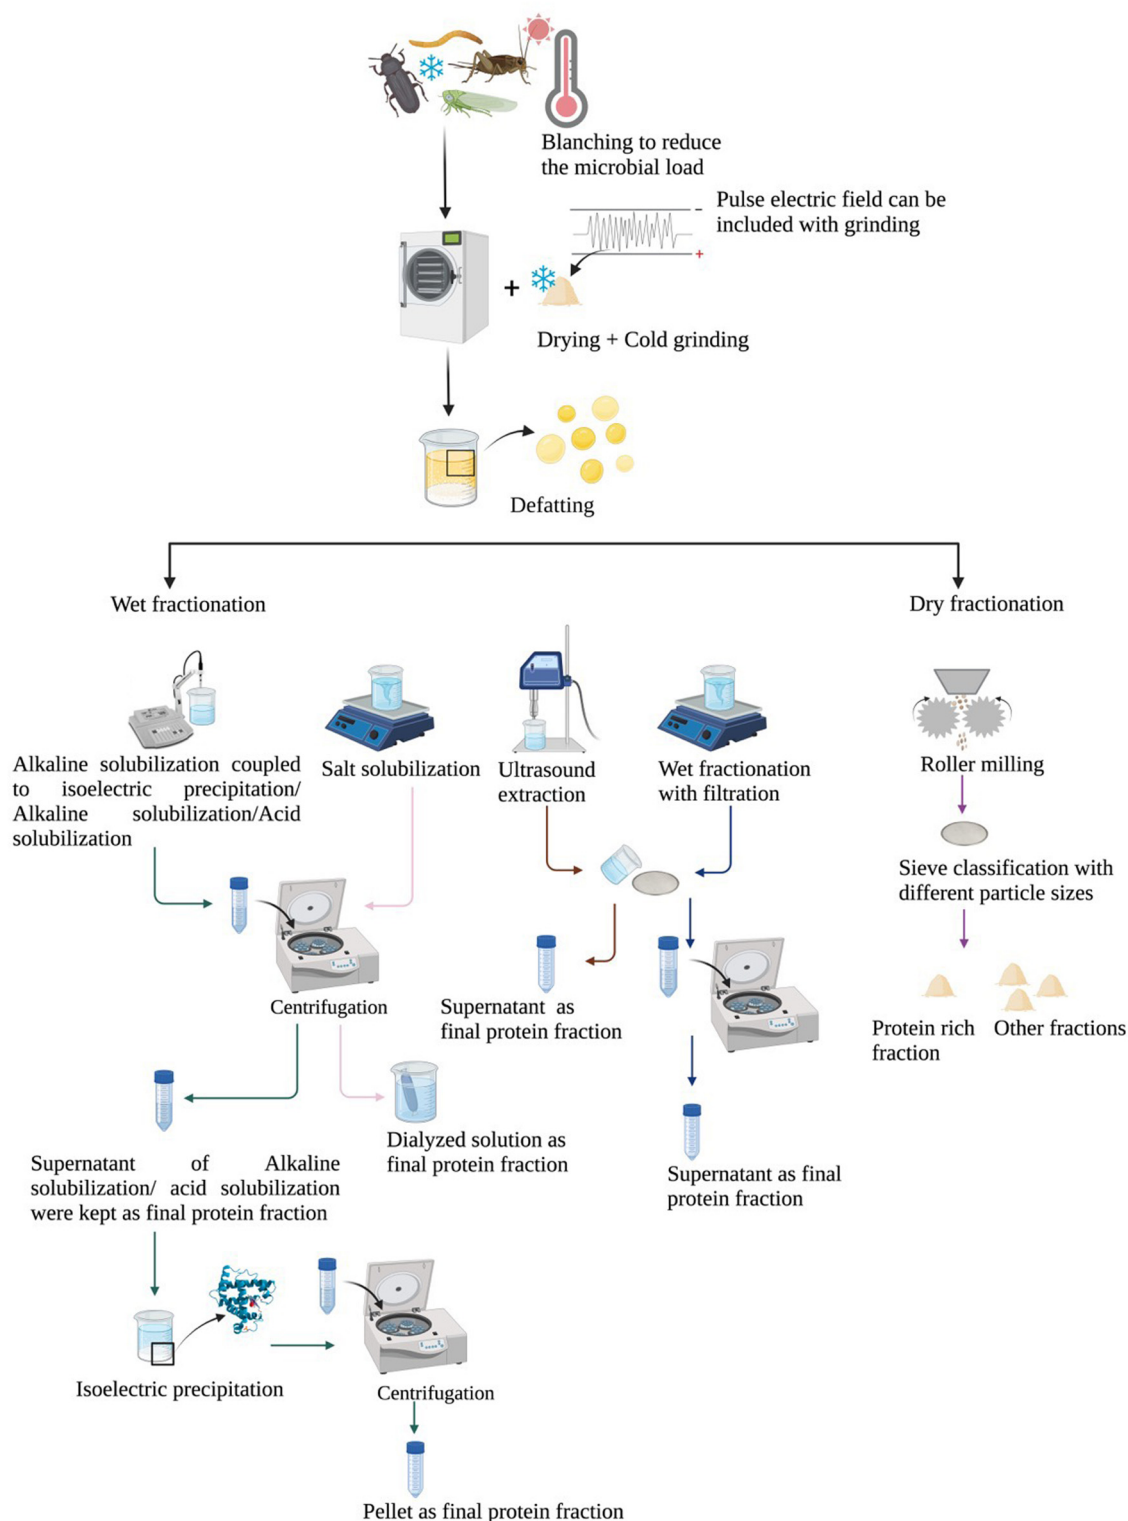 Blanching to reduce
the microbial load
Pulse electric field can be
included with grinding
−
+
+
Drying + Cold grinding
Defatting
Wet fractionation
Dry fractionation
Alkaline solubilization coupled
to isoelectric precipitation/
Alkaline solubilization/Acid
solubilization
Salt solubilization
Ultrasound
extraction
Wet fractionation
with filtration
Roller milling
Sieve classification with
different particle sizes
Centrifugation
Supernatant as
final protein fraction
Protein rich
fraction
Other fractions
Dialyzed solution as
final protein fraction
Supernatant of Alkaline
solubilization/ acid solubilization
were kept as final protein fraction
Supernatant as final
protein fraction
Isoelectric precipitation
Centrifugation
Pellet as final protein fraction